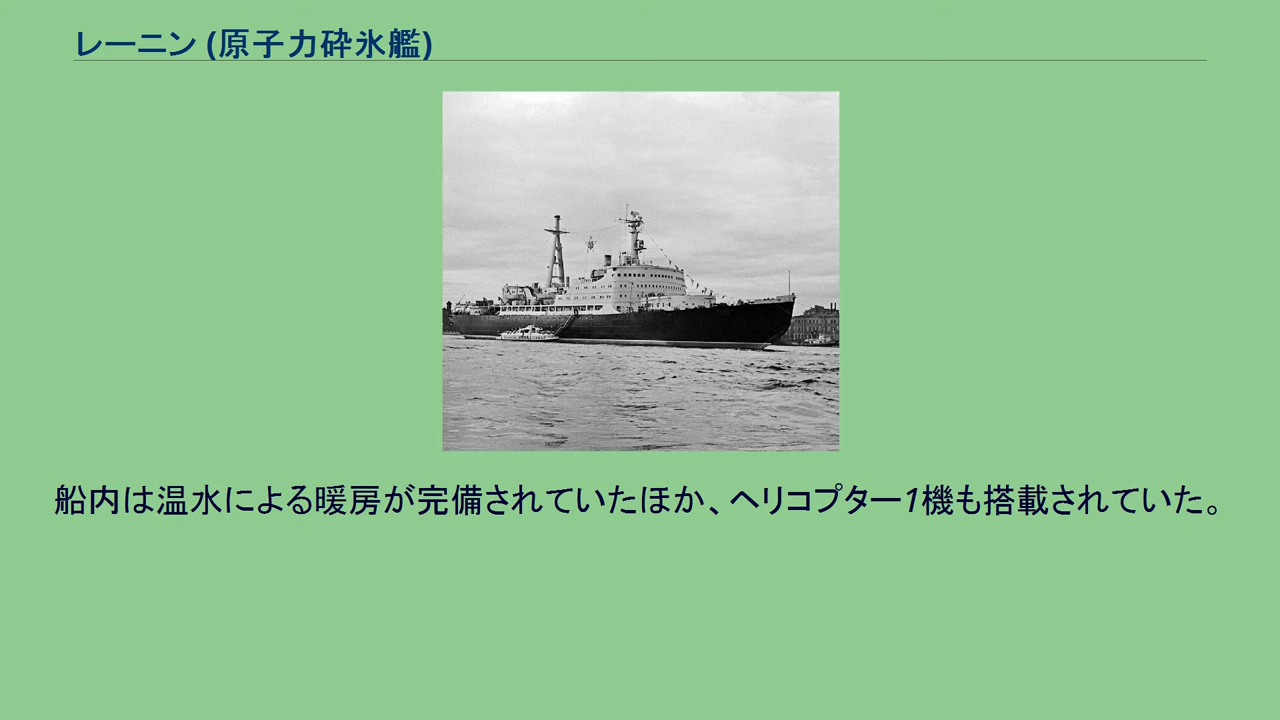 レーニン (原子力砕氷艦)
船内は温水による暖房が完備されていたほか、ヘリコプター1機も搭載されていた。